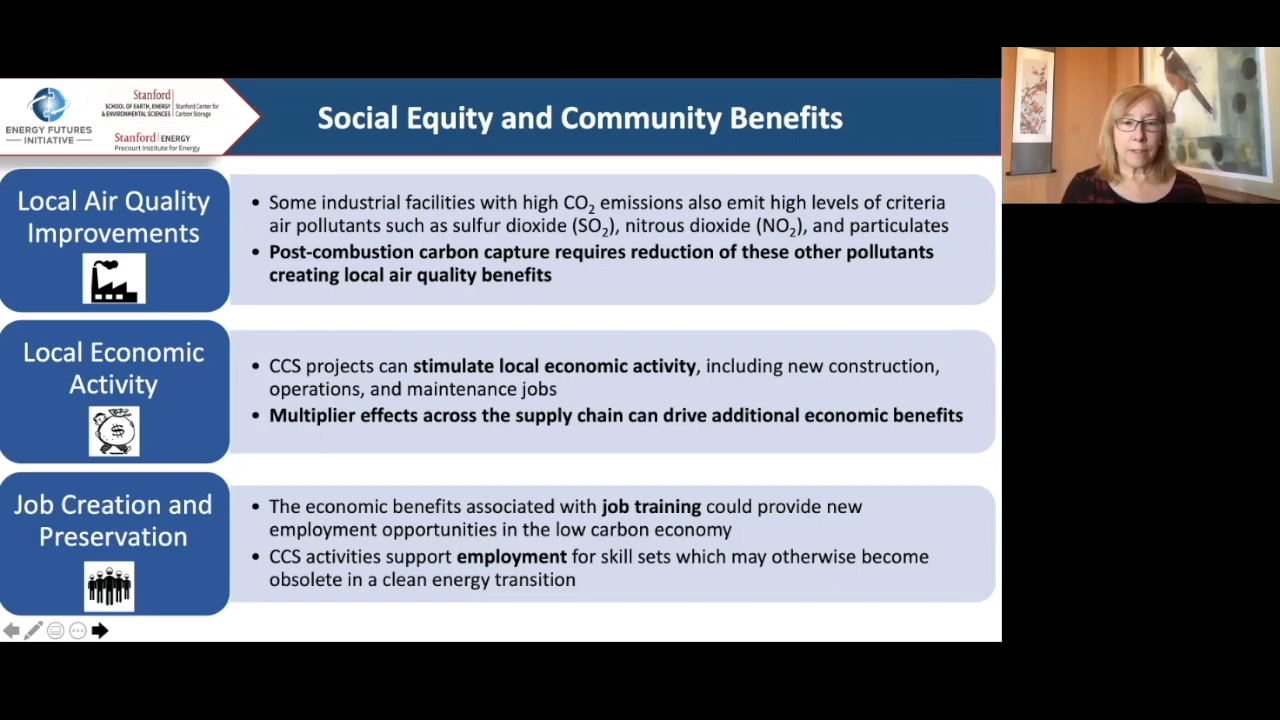 Stanford
SCHOOL OF EARTH, ENERGY
& ENVIRONMENTAL SCIENCES
Stanford Center for
Carbon Storage
ENERGY FUTURES
INITIATIVE
Stanford ENERGY
Precourt Institute for Energy
Social Equity and Community Benefits
Local Air Quality
Improvements
• Some industrial facilities with high CO₂ emissions also emit high levels of criteria
air pollutants such as sulfur dioxide (SO₂), nitrous dioxide (NO₂), and particulates
• Post-combustion carbon capture requires reduction of these other pollutants
creating local air quality benefits
Local Economic
Activity
$
• CCS projects can stimulate local economic activity, including new construction,
operations, and maintenance jobs
• Multiplier effects across the supply chain can drive additional economic benefits
Job Creation and
Preservation
• The economic benefits associated with job training could provide new
employment opportunities in the low carbon economy
• CCS activities support employment for skill sets which may otherwise become
obsolete in a clean energy transition